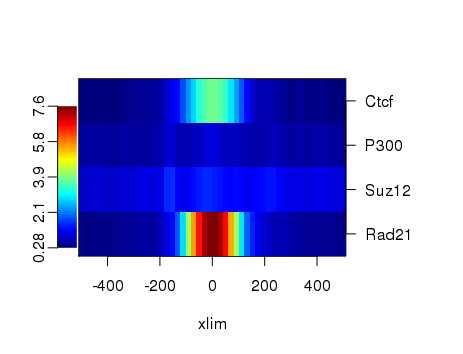 Ctcf
P300
Suz12
Rad21
7.6
5.8
3.9
2.1
0.28
-400 -200 0 200 400
xlim